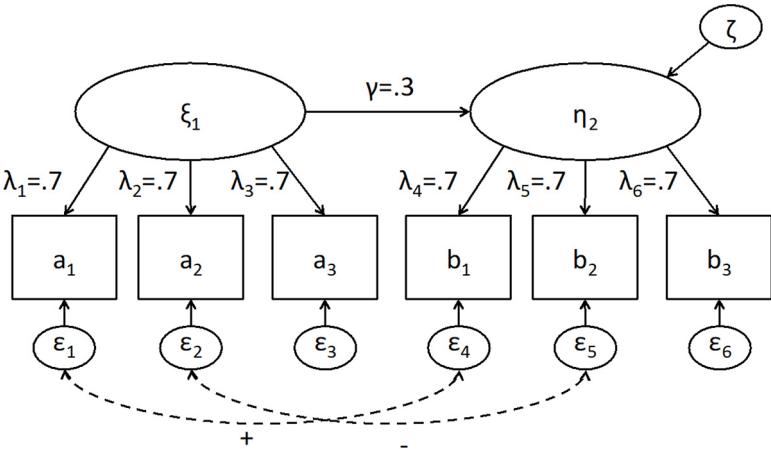 ζ
γ=.3
ξ₁ η₂
λ₁=.7 λ₂=.7 λ₃=.7 λ₄=.7 λ₅=.7 λ₆=.7
a₁ a₂ a₃ b₁ b₂ b₃
ε₁ ε₂ ε₃ ε₄ ε₅ ε₆
+ -